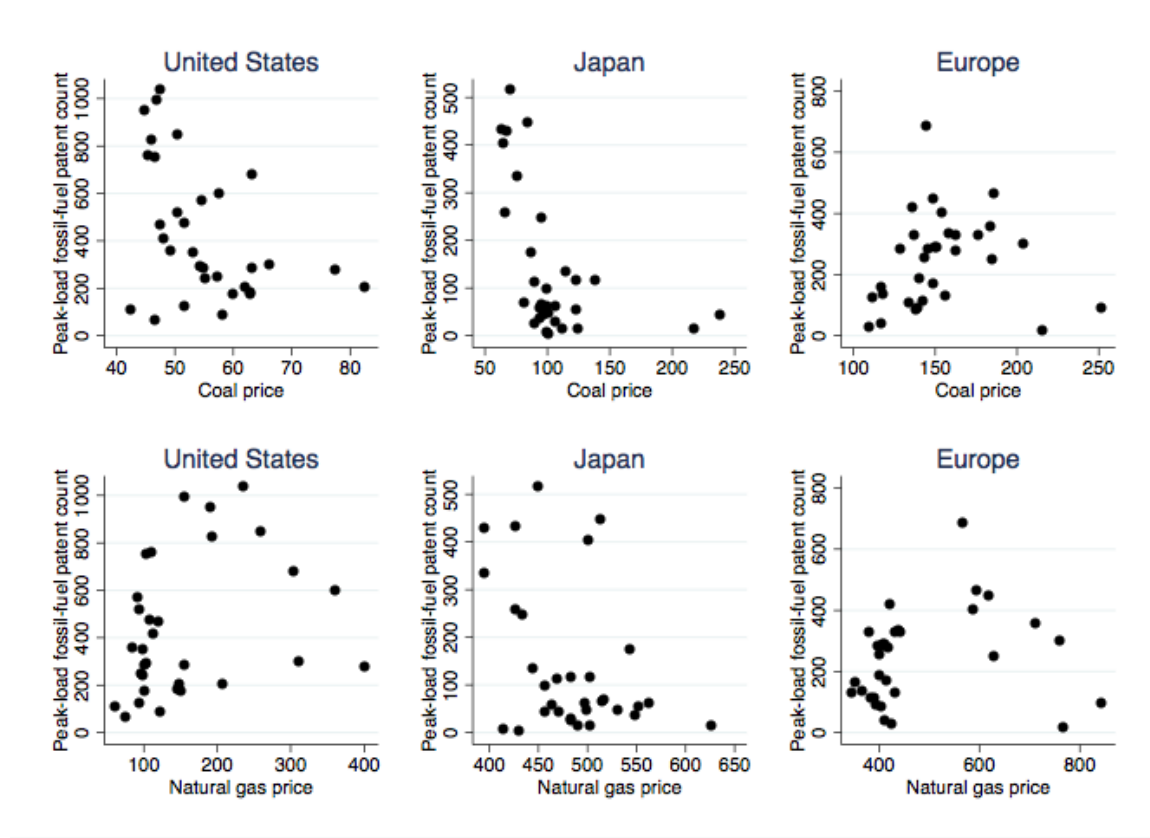 United States
Peak-load fossil-fuel patent count
0 200 400 600 800 1000
40 50 60 70 80
Coal price
Japan
Peak-load fossil-fuel patent count
0 100 200 300 400 500
50 100 150 200 250
Coal price
Europe
Peak-load fossil-fuel patent count
0 200 400 600 800
100 150 200 250
Coal price
United States
Peak-load fossil-fuel patent count
0 200 400 600 800 1000
100 200 300 400
Natural gas price
Japan
Peak-load fossil-fuel patent count
0 100 200 300 400 500
400 450 500 550 600 650
Natural gas price
Europe
Peak-load fossil-fuel patent count
0 200 400 600 800
400 600 800
Natural gas price